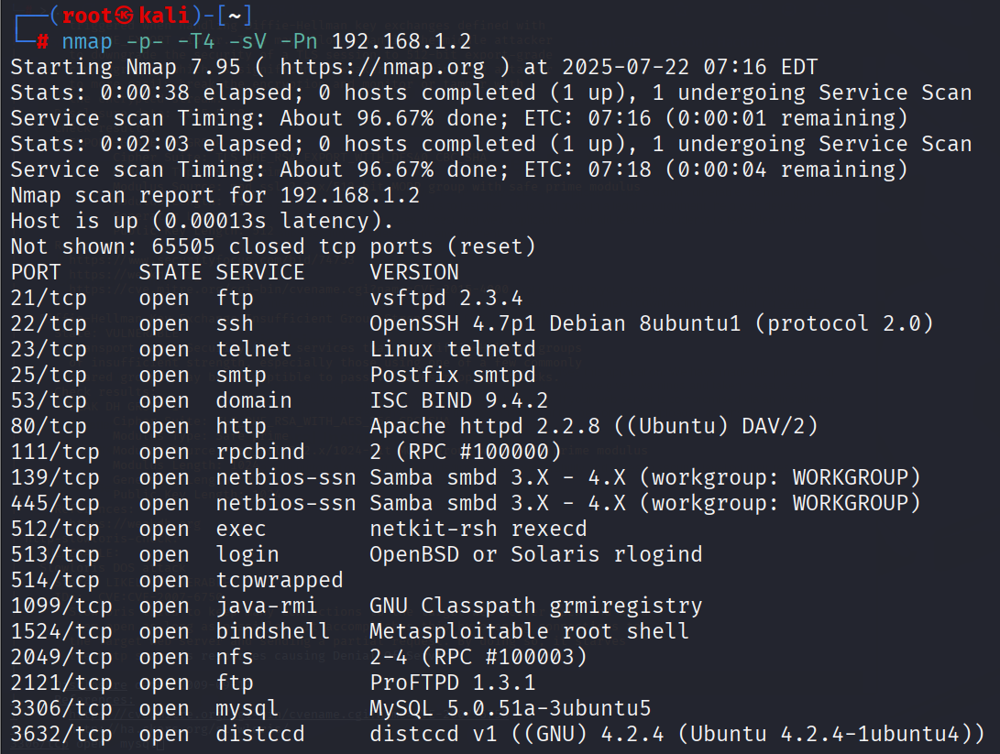 ┌──(root㉿kali)-[~]
└─# nmap -p- -T4 -sV -Pn 192.168.1.2
Starting Nmap 7.95 ( https://nmap.org ) at 2025-07-22 07:16 EDT
Stats: 0:00:38 elapsed; 0 hosts completed (1 up), 1 undergoing Service Scan
Service scan Timing: About 96.67% done; ETC: 07:16 (0:00:01 remaining)
Stats: 0:02:03 elapsed; 0 hosts completed (1 up), 1 undergoing Service Scan
Service scan Timing: About 96.67% done; ETC: 07:18 (0:00:04 remaining)
Nmap scan report for 192.168.1.2
Host is up (0.00013s latency).
Not shown: 65505 closed tcp ports (reset)
PORT     STATE SERVICE     VERSION
21/tcp   open  ftp         vsftpd 2.3.4
22/tcp   open  ssh         OpenSSH 4.7p1 Debian 8ubuntu1 (protocol 2.0)
23/tcp   open  telnet      Linux telnetd
25/tcp   open  smtp        Postfix smtpd
53/tcp   open  domain      ISC BIND 9.4.2
80/tcp   open  http        Apache httpd 2.2.8 ((Ubuntu) DAV/2)
111/tcp  open  rpcbind     2 (RPC #100000)
139/tcp  open  netbios-ssn Samba smbd 3.X - 4.X (workgroup: WORKGROUP)
445/tcp  open  netbios-ssn Samba smbd 3.X - 4.X (workgroup: WORKGROUP)
512/tcp  open  exec        netkit-rsh rexecd
513/tcp  open  login       OpenBSD or Solaris rlogind
514/tcp  open  tcpwrapped
1099/tcp open  java-rmi    GNU Classpath grmiregistry
1524/tcp open  bindshell   Metasploitable root shell
2049/tcp open  nfs         2-4 (RPC #100003)
2121/tcp open  ftp         ProFTPD 1.3.1
3306/tcp open  mysql       MySQL 5.0.51a-3ubuntu5
3632/tcp open  distccd     distccd v1 ((GNU) 4.2.4 (Ubuntu 4.2.4-1ubuntu4))